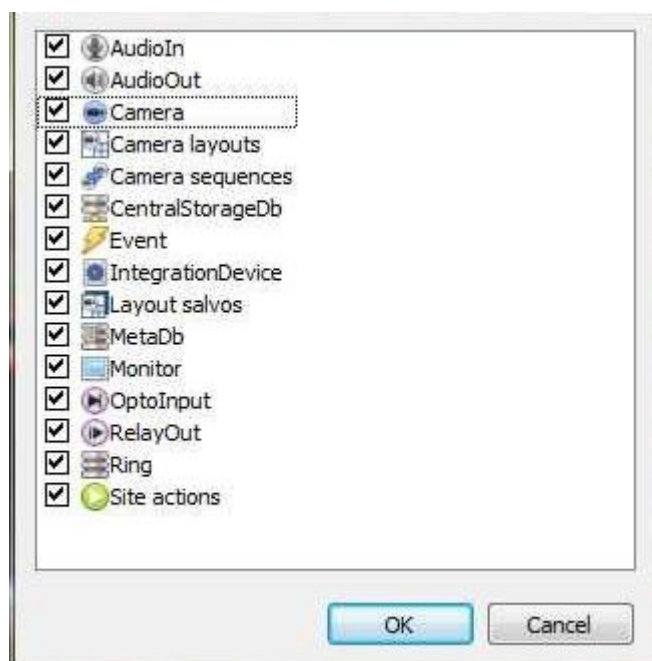 AudioIn
AudioOut
Camera
Camera layouts
Camera sequences
CentralStorageDb
Event
IntegrationDevice
Layout salvos
MetaDb
Monitor
OptoInput
RelayOut
Ring
Site actions
OK Cancel